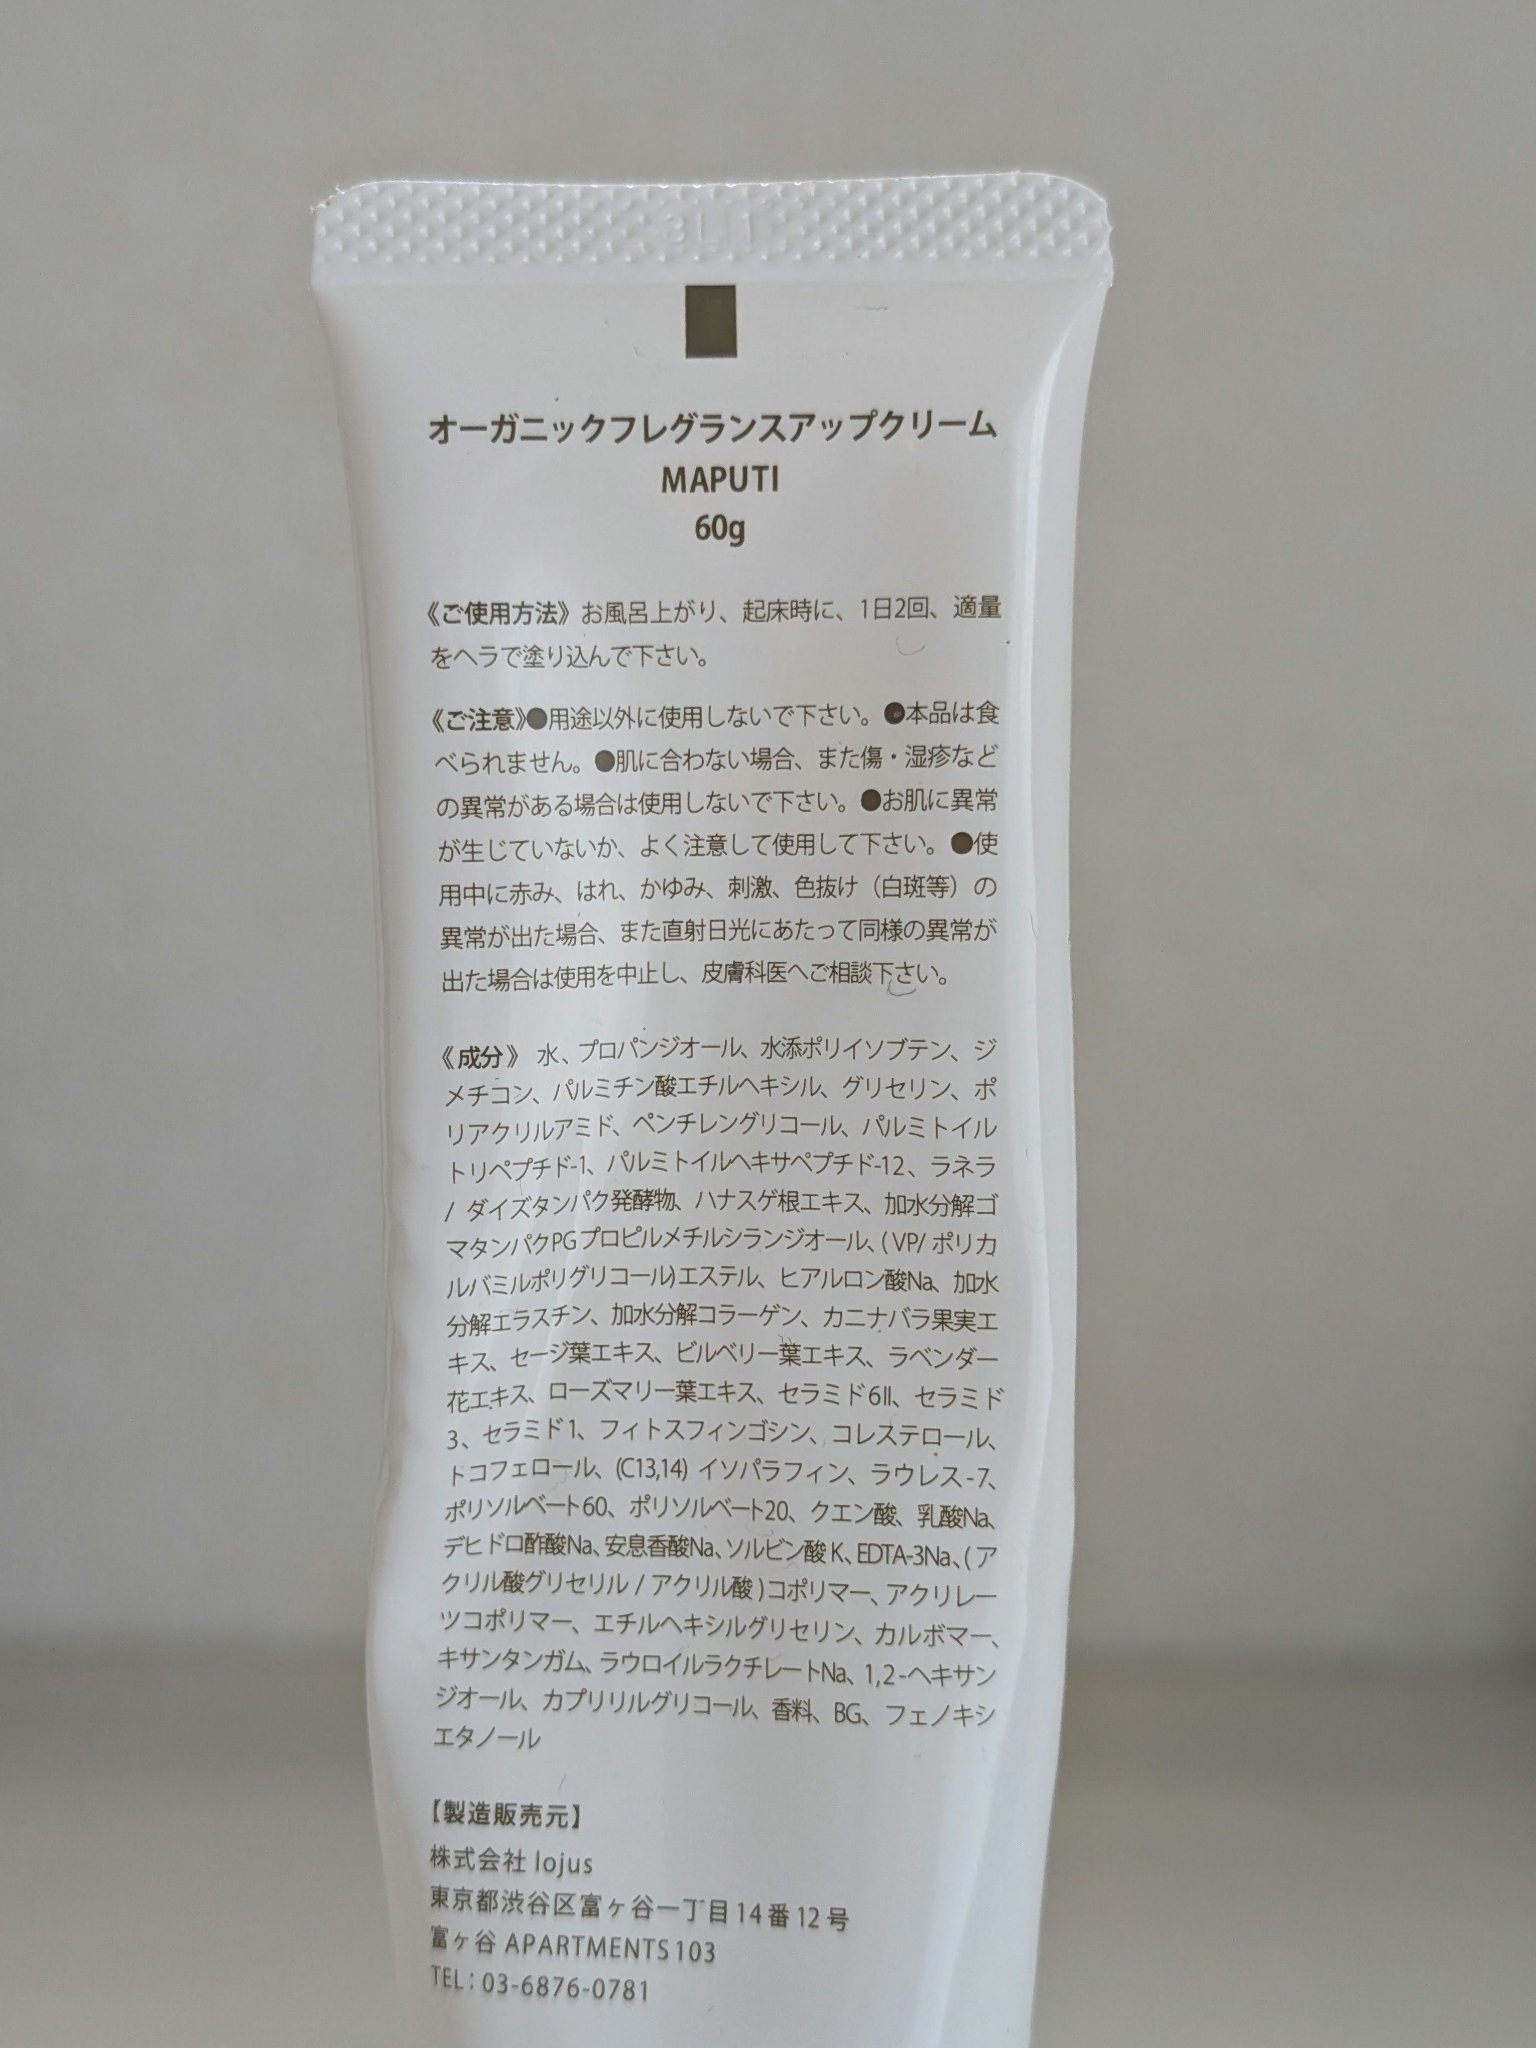 3L1
オーガニックフレグランスアップクリーム
MAPUTI
60g
《ご使用方法》お風呂上がり、起床時に、1日2回、適量
をヘラで塗り込んで下さい。
《ご注意》●用途以外に使用しないで下さい。●本品は食
べられません。●肌に合わない場合、また傷・湿疹など
の異常がある場合は使用しないで下さい。●お肌に異常
が生じていないか、よく注意して使用して下さい。●使
用中に赤み、はれ、かゆみ、刺激、色抜け（白斑等）の
異常が出た場合、また直射日光にあたって同様の異常が
出た場合は使用を中止し、皮膚科医へご相談下さい。
《成分》 水、プロパンジオール、水添ポリイソブテン、ジ
メチコン、パルミチン酸エチルヘキシル、グリセリン、ポ
リアクリルアミド、ペンチレングリコール、パルミトイル
トリペプチド-1、パルミトイルヘキサペプチド-12、ラネラ
/ ダイズタンパク発酵物、ハナスゲ根エキス、加水分解ゴ
マタンパクPGプロピルメチルシランジオール、( VP/ ポリカ
ルバミルポリグリコール)エステル、ヒアルロン酸Na、加水
分解エラスチン、加水分解コラーゲン、カニナバラ果実エ
キス、セージ葉エキス、ビルベリー葉エキス、ラベンダー
花エキス、ローズマリー葉エキス、セラミド6II、セラミド
3、セラミド1、フィトスフィンゴシン、コレステロール、
トコフェロール、(C13,14) イソパラフィン、ラウレス-7、
ポリソルベート60、ポリソルベート20、クエン酸、乳酸Na、
デヒドロ酢酸Na、安息香酸Na、ソルビン酸 K、EDTA-3Na、( ア
クリル酸グリセリル / アクリル酸 )コポリマー、アクリレー
ツコポリマー、エチルヘキシルグリセリン、カルボマー、
キサンタンガム、ラウロイルラクチレートNa、1,2-ヘキサン
ジオール、カプリリルグリコール、香料、BG、フェノキシ
エタノール
【製造販売元】
株式会社 lojus
東京都渋谷区富ヶ谷一丁目14番12号
富ヶ谷 APARTMENTS103
TEL：03-6876-0781